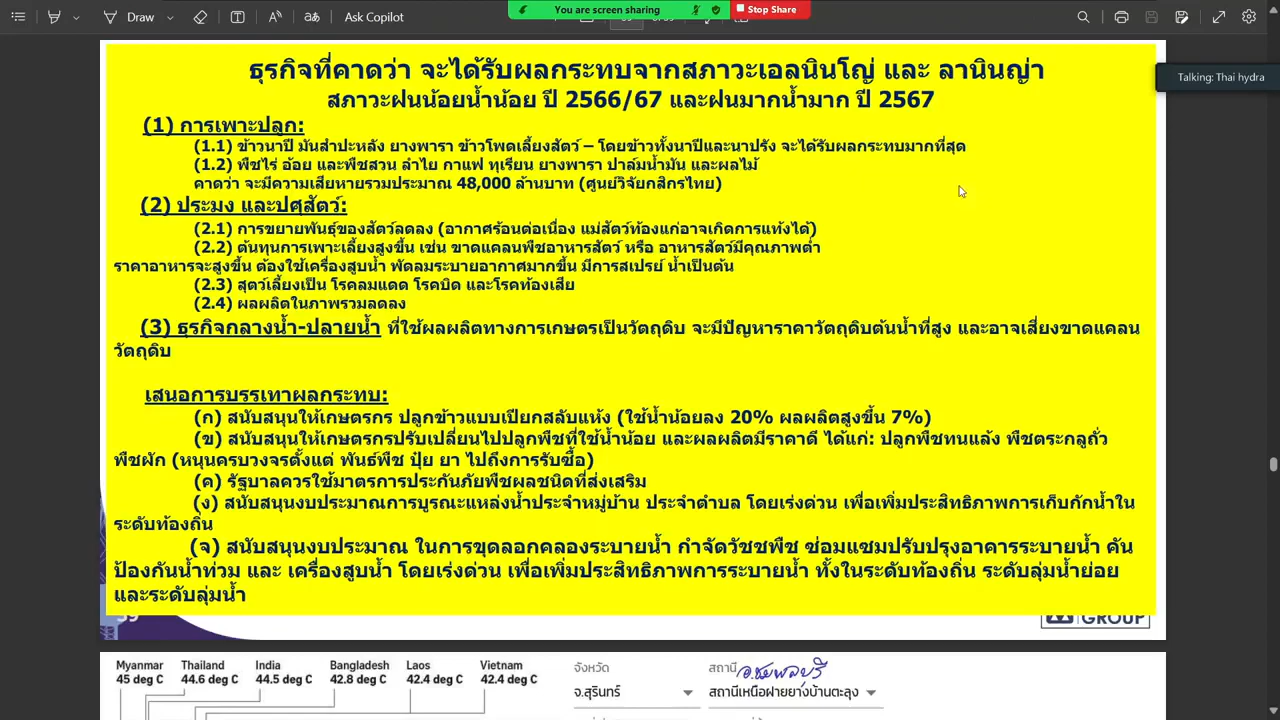 Draw
Ask Copilot
You are screen sharing
Stop Share
Talking: Thai hydra
ธุรกิจที่คาดว่า จะได้รับผลกระทบจากสภาวะเอลนินโญ่ และ ลานินญ่า
สภาวะฝนน้อยน้ำน้อย ปี 2566/67 และฝนมากน้ำมาก ปี 2567
(1) การเพาะปลูก:
(1.1) ข้าวนาปี มันสำปะหลัง ยางพารา ข้าวโพดเลี้ยงสัตว์ – โดยข้าวทั้งนาปีและนาปรัง จะได้รับผลกระทบมากที่สุด
(1.2) พืชไร่ อ้อย และพืชสวน ลำไย กาแฟ ทุเรียน ยางพารา ปาล์มน้ำมัน และผลไม้
คาดว่า จะมีความเสียหายรวมประมาณ 48,000 ล้านบาท (ศูนย์วิจัยกสิกรไทย)
(2) ประมง และปศุสัตว์:
(2.1) การขยายพันธุ์ของสัตว์ลดลง (อากาศร้อนต่อเนื่อง แม่สัตว์ท้องแก่อาจเกิดการแท้งได้)
(2.2) ต้นทุนการเพาะเลี้ยงสูงขึ้น เช่น ขาดแคลนพืชอาหารสัตว์ หรือ อาหารสัตว์มีคุณภาพต่ำ
ราคาอาหารจะสูงขึ้น ต้องใช้เครื่องสูบน้ำ พัดลมระบายอากาศมากขึ้น มีการสเปรย์ น้ำเป็นต้น
(2.3) สุตว์เลี้ยงเป็น โรคลมแดด โรคบิด และโรคท้องเสีย
(2.4) ผลผลิตในภาพรวมลดลง
(3) ธุรกิจกลางน้ำ-ปลายน้ำ ที่ใช้ผลผลิตทางการเกษตรเป็นวัตถุดิบ จะมีปัญหาราคาวัตถุดิบต้นน้ำที่สูง และอาจเสี่ยงขาดแคลน
วัตถุดิบ
เสนอการบรรเทาผลกระทบ:
(ก) สนับสนุนให้เกษตรกร ปลูกข้าวแบบเปียกสลับแห้ง (ใช้น้ำน้อยลง 20% ผลผลิตสูงขึ้น 7%)
(ข) สนับสนุนให้เกษตรกรปรับเปลี่ยนไปปลูกพืชที่ใช้น้ำน้อย และผลผลิตมีราคาดี ได้แก่: ปลูกพืชทนแล้ง พืชตระกลูถั่ว
พืชผัก (หนุนครบวงจรตั้งแต่ พันธ์พืช ปุ๋ย ยา ไปถึงการรับซื้อ)
(ค) รัฐบาลควรใช้มาตรการประกันภัยพืชผลชนิดที่ส่งเสริม
(ง) สนับสนุนงบประมาณการบูรณะแหล่งน้ำประจำหมู่บ้าน ประจำตำบล โดยเร่งด่วน เพื่อเพิ่มประสิทธิภาพการเก็บกักน้ำใน
ระดับท้องถิ่น
(จ) สนับสนุนงบประมาณ ในการขุดลอกคลองระบายน้ำ กำจัดวัชชพืช ซ่อมแซมปรับปรุงอาคารระบายน้ำ คัน
ป้องกันน้ำท่วม และ เครื่องสูบน้ำ โดยเร่งด่วน เพื่อเพิ่มประสิทธิภาพการระบายน้ำ ทั้งในระดับท้องถิ่น ระดับลุ่มน้ำย่อย
และระดับลุ่มน้ำ
GROUP
Myanmar Thailand India Bangladesh Laos Vietnam
45 deg C 44.6 deg C 44.5 deg C 42.8 deg C 42.4 deg C 42.4 deg C
จังหวัด สถานี
จ.สุรินทร์ สถานีเหนือฝายยางบ้านตะลุง